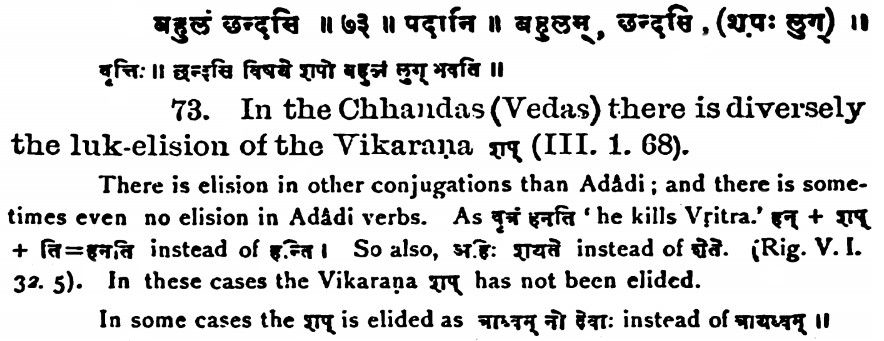 बहुलं छन्दसि ॥ ७३ ॥ पदानि ॥ बहुलम्, छन्दसि, (शपः लुग्) ॥
वृत्तिः ॥ छन्दसि विषये शपो बहुलं लुग् भवति ॥
73. In the Chhandas (Vedas) there is diversely
the luk-elision of the Vikaraṇa शप् (III. 1. 68).
There is elision in other conjugations than Adâdi; and there is some-
times even no elision in Adâdi verbs. As वृत्रं हनति 'he kills Vṛitra.' हन् + शप्
+ ति=हनति instead of हन्ति। So also, अहिः शयते instead of शेते. (Rig. V. I.
32. 5). In these cases the Vikaraṇa शप् has not been elided.
In some cases the शप् is elided as त्राध्वम् नो देवाः instead of त्रायध्वम् ॥